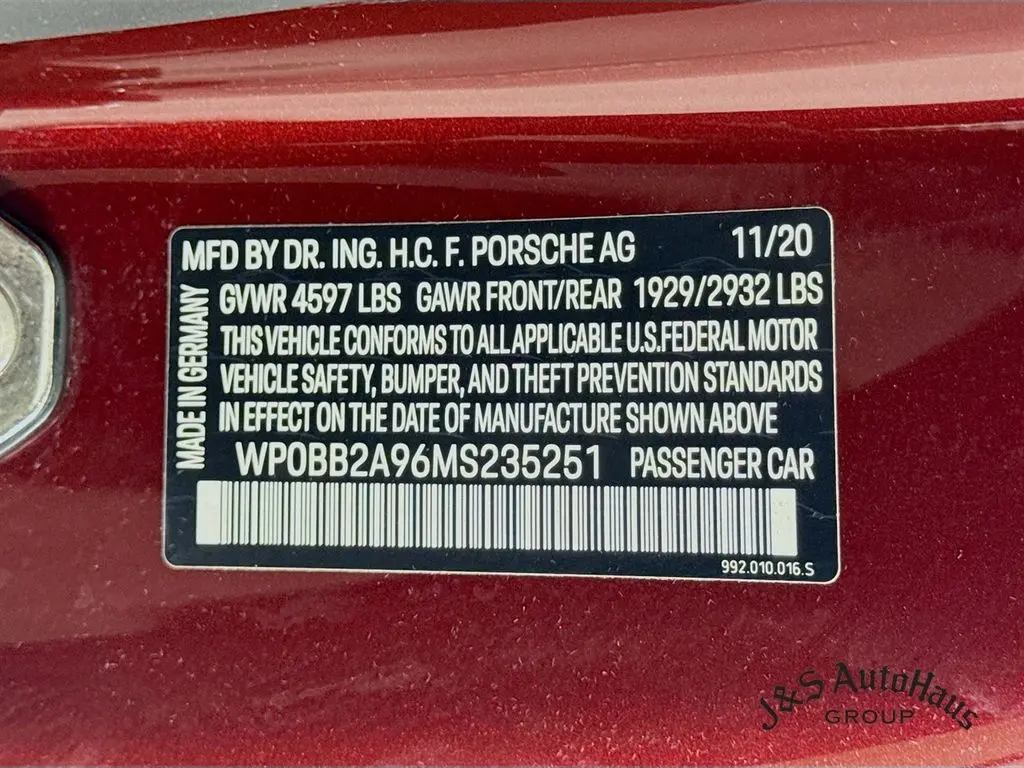 MFD BY DR. ING. H.C. F. PORSCHE AG 11/20
GVWR 4597 LBS GAWR FRONT/REAR 1929/2932 LBS
THIS VEHICLE CONFORMS TO ALL APPLICABLE U.S.FEDERAL MOTOR
VEHICLE SAFETY, BUMPER, AND THEFT PREVENTION STANDARDS
IN EFFECT ON THE DATE OF MANUFACTURE SHOWN ABOVE
MADE IN GERMANY
WP0BB2A96MS235251 PASSENGER CAR
992.010.016.S
J&S AutoHaus
GROUP